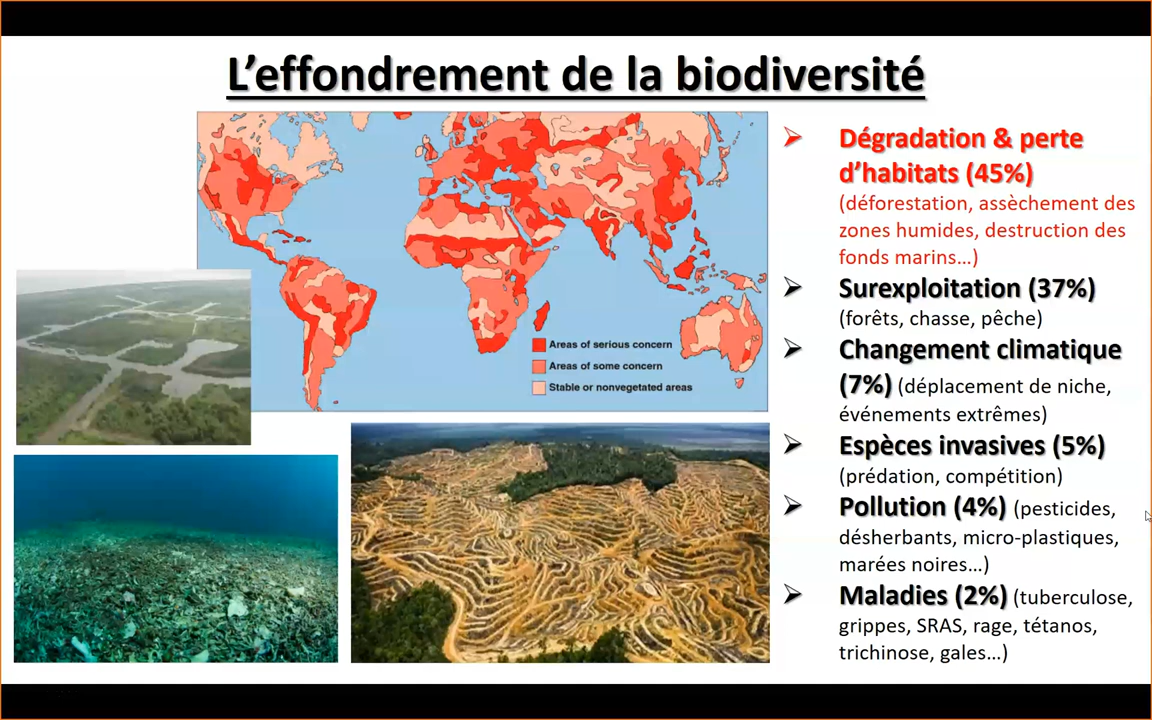 L’effondrement de la biodiversité
Areas of serious concern
Areas of some concern
Stable or nonvegetated areas
➢ Dégradation & perte
d’habitats (45%)
(déforestation, assèchement des
zones humides, destruction des
fonds marins…)
➢ Surexploitation (37%)
(forêts, chasse, pêche)
➢ Changement climatique
(7%) (déplacement de niche,
événements extrêmes)
➢ Espèces invasives (5%)
(prédation, compétition)
➢ Pollution (4%) (pesticides,
désherbants, micro-plastiques,
marées noires…)
➢ Maladies (2%) (tuberculose,
grippes, SRAS, rage, tétanos,
trichinose, gales…)